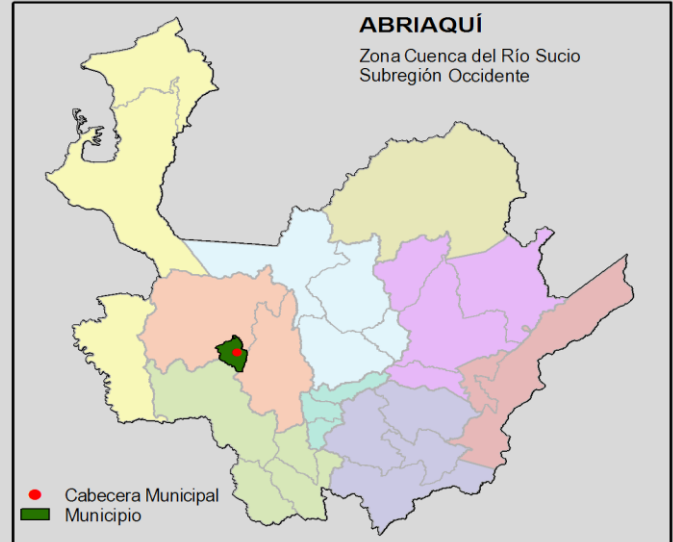 ABRIAQUÍ
Zona Cuenca del Río Sucio
Subregión Occidente
Cabecera Municipal
Municipio